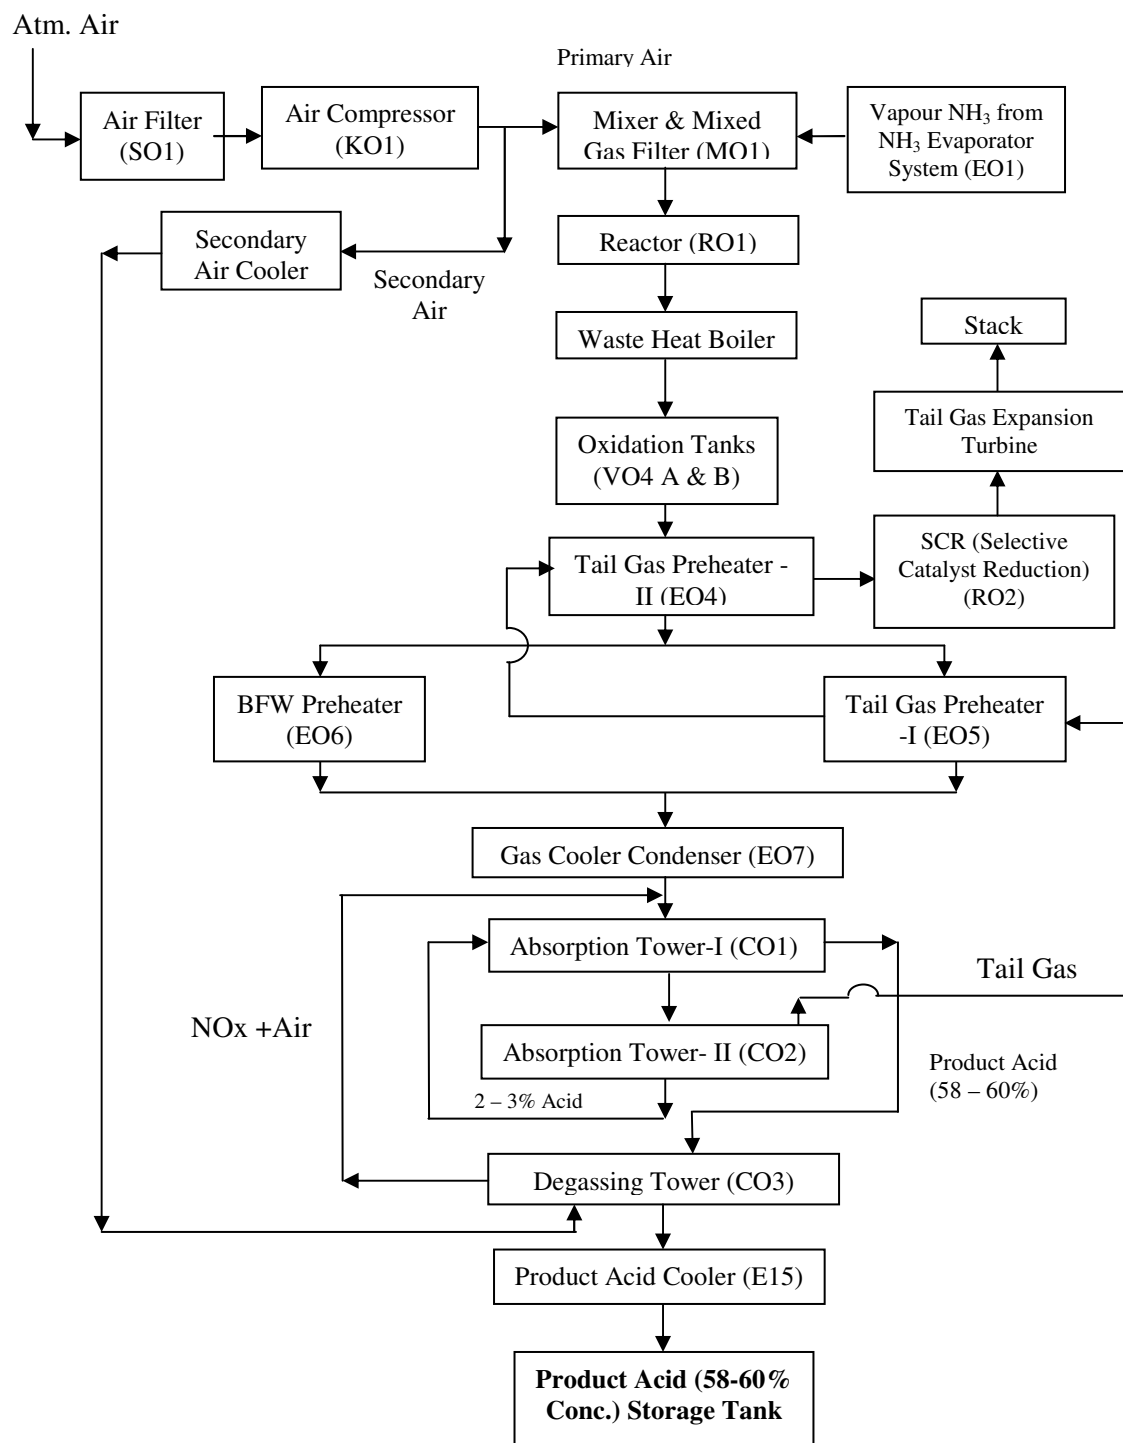 Atm. Air
Primary Air
Air Filter
(SO1)
Air Compressor
(KO1)
Mixer & Mixed
Gas Filter (MO1)
Vapour NH₃ from
NH₃ Evaporator
System (EO1)
Secondary
Air Cooler
Secondary
Air
Reactor (RO1)
Waste Heat Boiler
Stack
Tail Gas Expansion
Turbine
Oxidation Tanks
(VO4 A & B)
SCR (Selective
Catalyst Reduction)
(RO2)
Tail Gas Preheater -
II (EO4)
BFW Preheater
(EO6)
Tail Gas Preheater
-I (EO5)
Gas Cooler Condenser (EO7)
Absorption Tower-I (CO1)
Tail Gas
NOx +Air
Absorption Tower- II (CO2)
Product Acid
(58 – 60%)
2 – 3% Acid
Degassing Tower (CO3)
Product Acid Cooler (E15)
Product Acid (58-60%
Conc.) Storage Tank